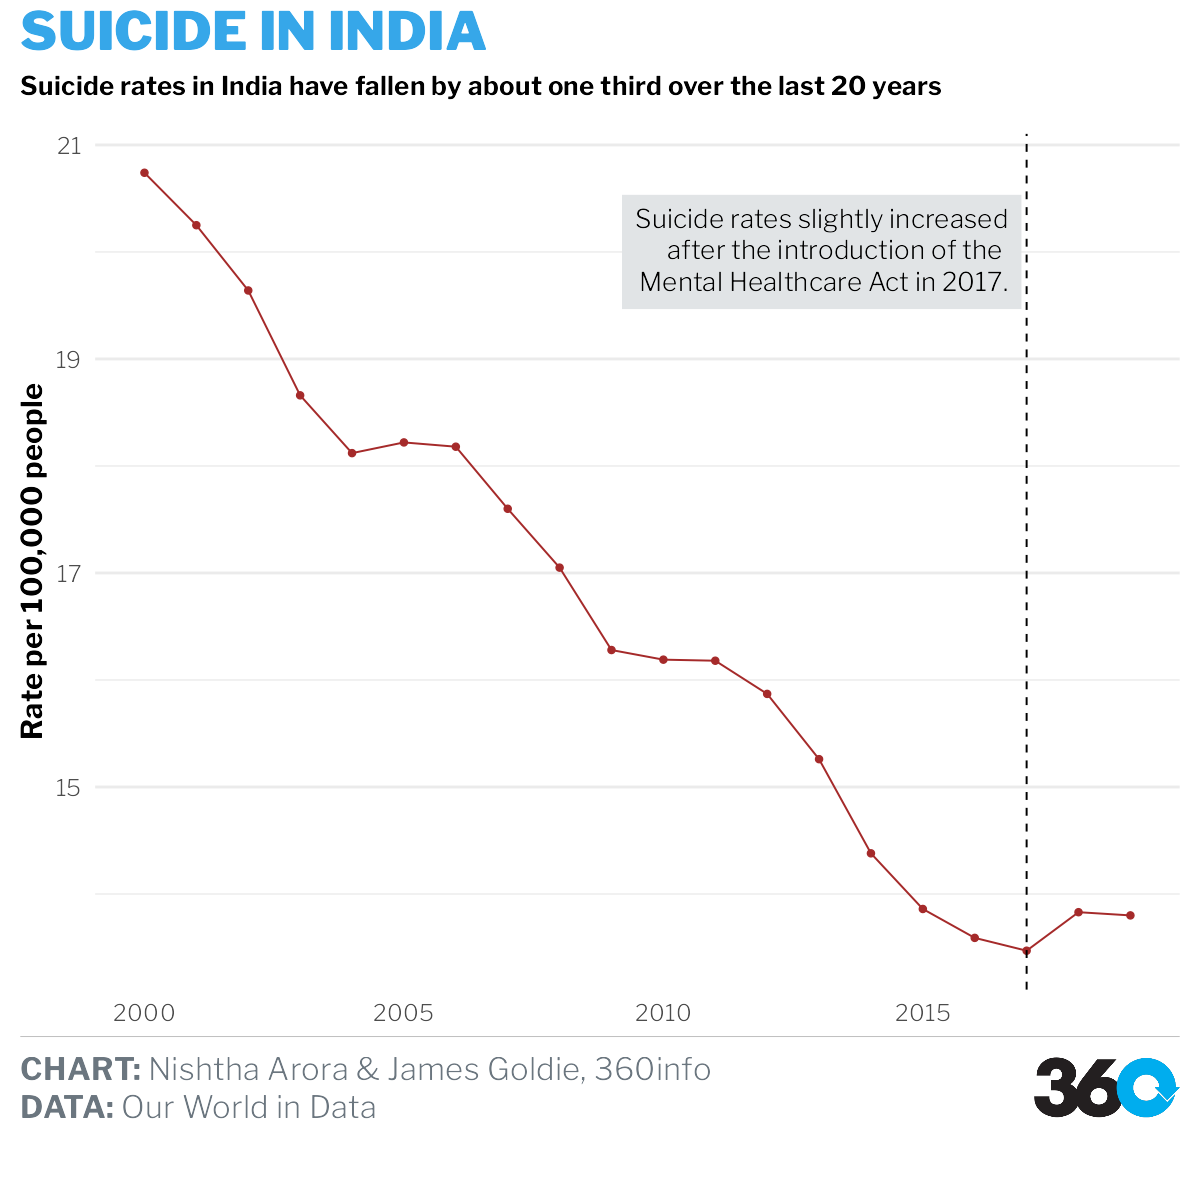 SUICIDE IN INDIA
Suicide rates in India have fallen by about one third over the last 20 years
21
Suicide rates slightly increased
after the introduction of the
Mental Healthcare Act in 2017.
19
17
15
Rate per 100,000 people
2000 2005 2010 2015
CHART: Nishtha Arora & James Goldie, 360info
DATA: Our World in Data
360